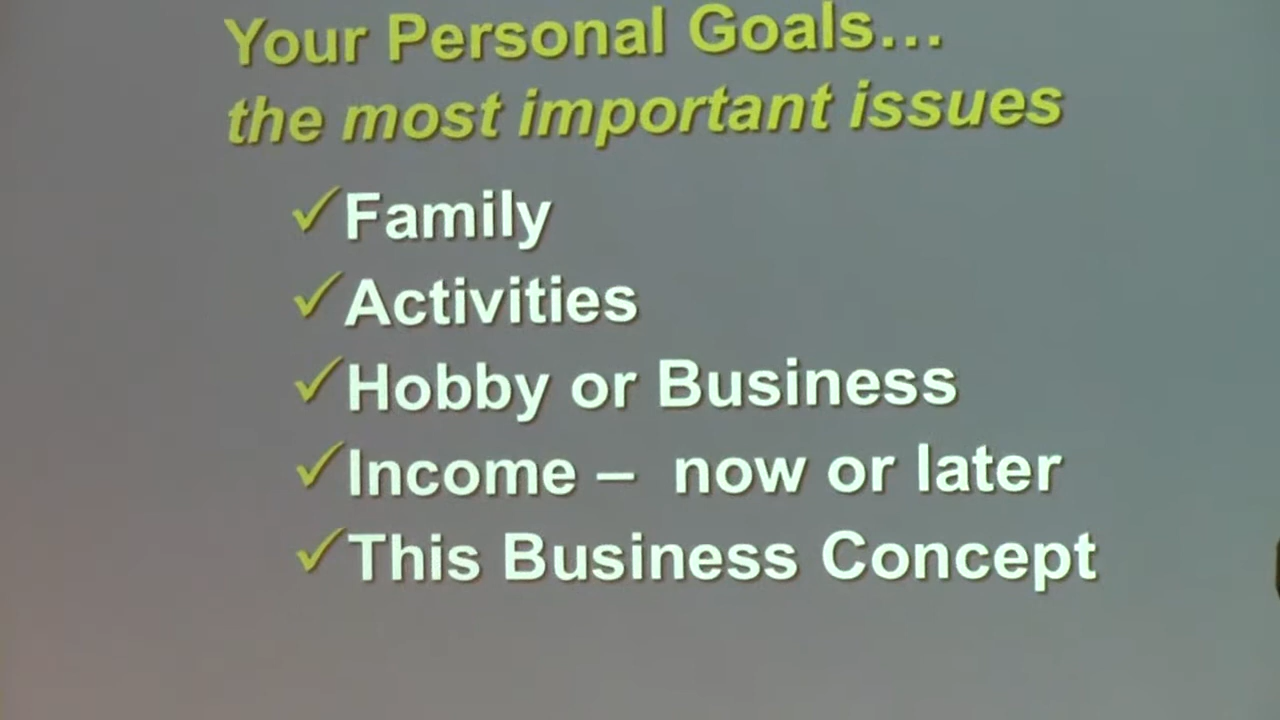 Your Personal Goals…
the most important issues
✓Family
✓Activities
✓Hobby or Business
✓Income – now or later
✓This Business Concept